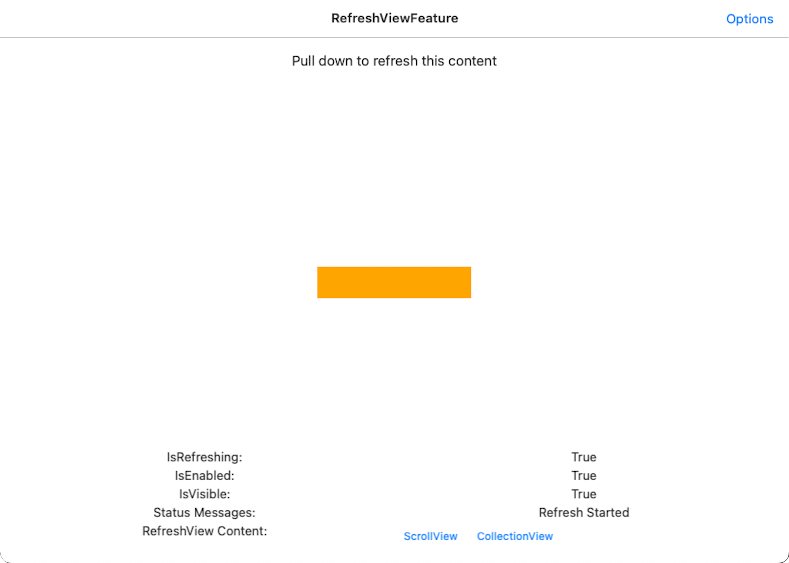 RefreshViewFeature
Options
Pull down to refresh this content
IsRefreshing: True
IsEnabled: True
IsVisible: True
Status Messages: Refresh Started
RefreshView Content: ScrollView CollectionView